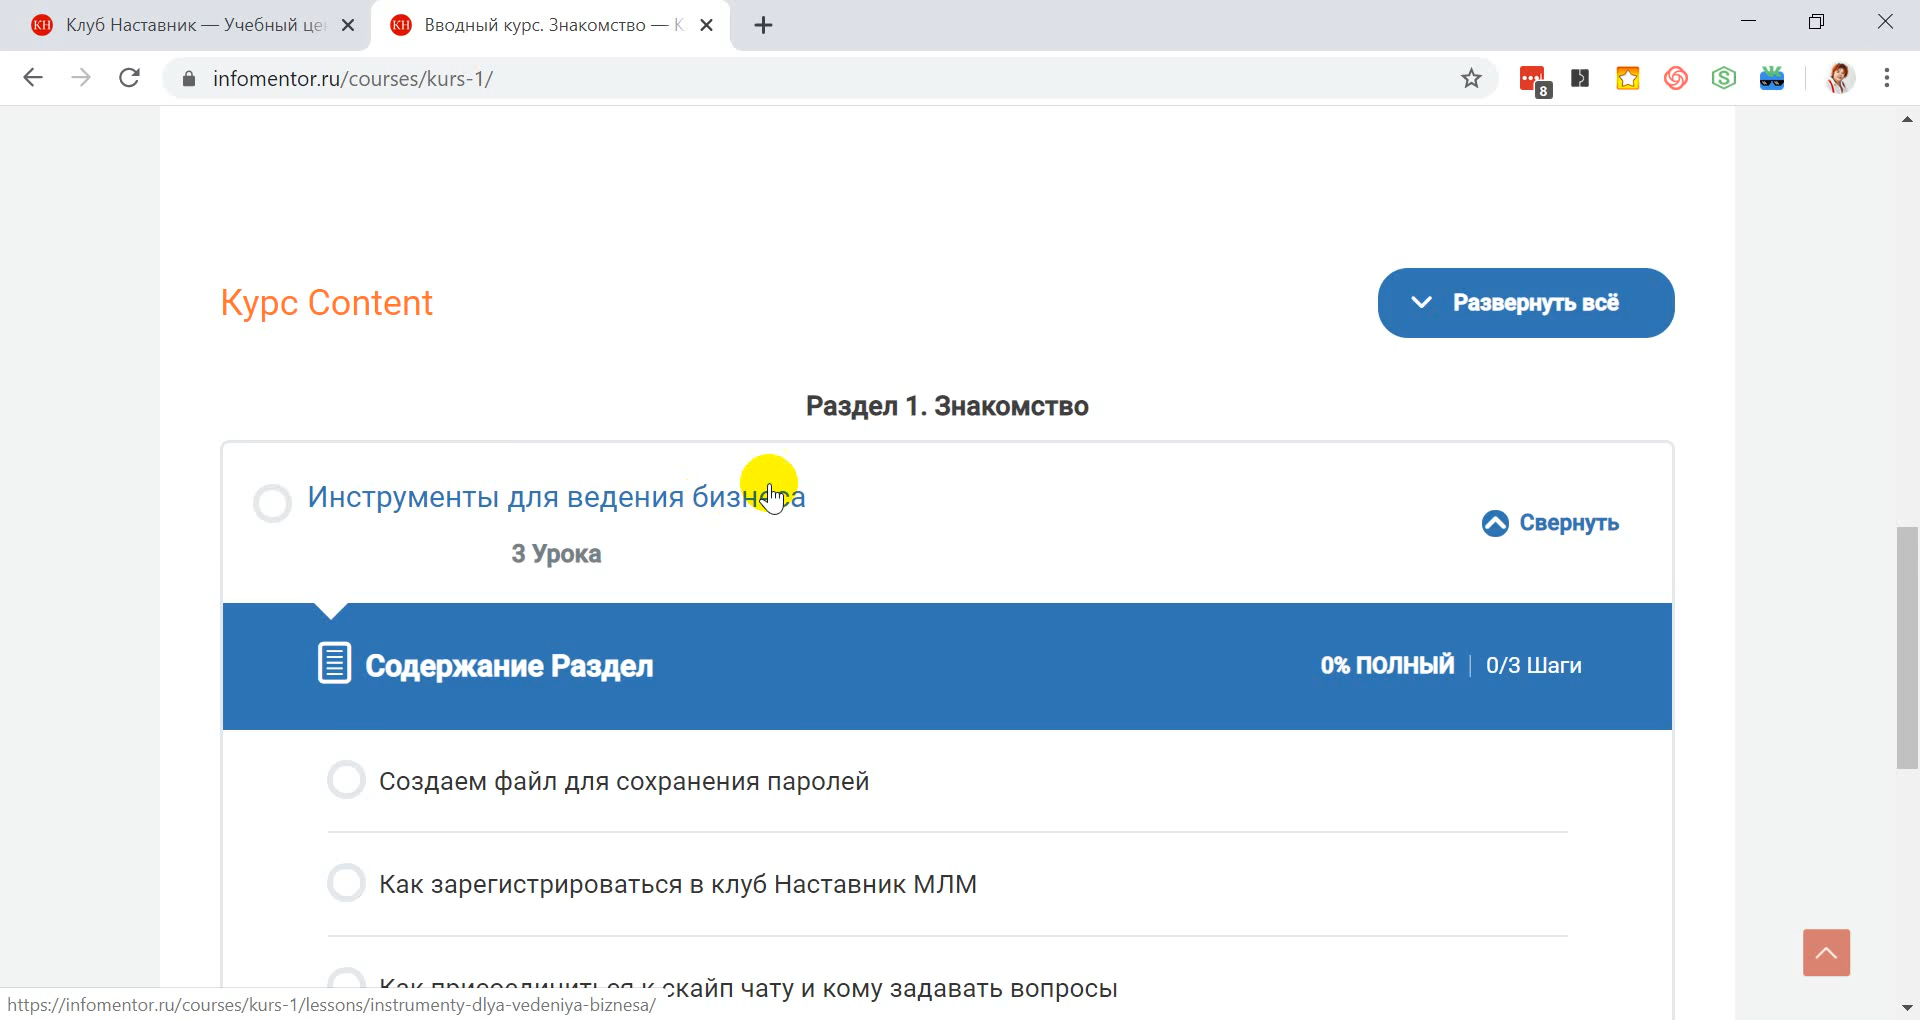 Клуб Наставник — Учебный це
Вводный курс. Знакомство — К
infomentor.ru/courses/kurs-1/
8
Курс Content
Развернуть всё
Раздел 1. Знакомство
Инструменты для ведения бизнеса
Свернуть
3 Урока
Содержание Раздел
0% ПОЛНЫЙ
0/3 Шаги
Создаем файл для сохранения паролей
Как зарегистрироваться в клуб Наставник МЛМ
Как присоединиться к скайп чату и кому задавать вопросы
https://infomentor.ru/courses/kurs-1/lessons/instrumenty-dlya-vedeniya-biznesa/